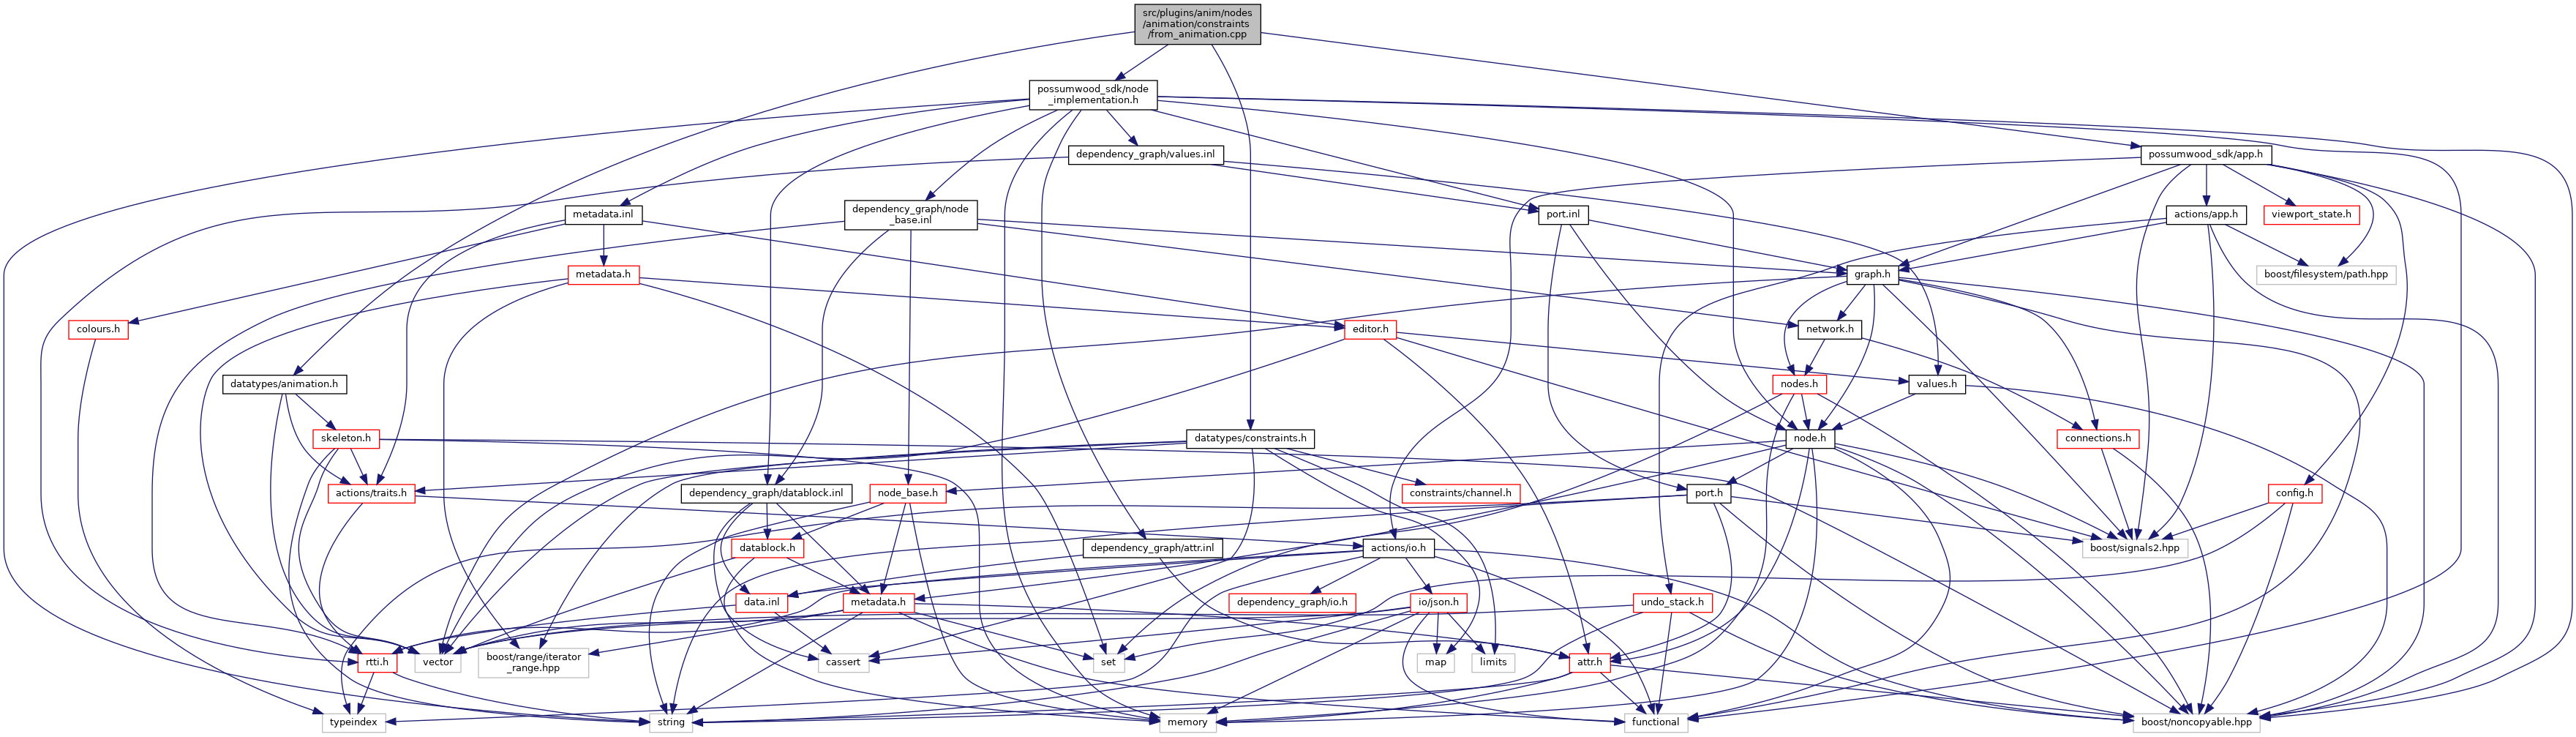 src/plugins/anim/nodes
/animation/constraints
/from_animation.cpp
possumwood_sdk/node
_implementation.h
dependency_graph/values.inl
possumwood_sdk/app.h
metadata.inl
dependency_graph/node
_base.inl
port.inl
actions/app.h
viewport_state.h
metadata.h
graph.h
boost/filesystem/path.hpp
colours.h
editor.h
network.h
datatypes/animation.h
nodes.h
values.h
skeleton.h
datatypes/constraints.h
node.h
connections.h
actions/traits.h
dependency_graph/datablock.inl
node_base.h
constraints/channel.h
port.h
config.h
datablock.h
dependency_graph/attr.inl
actions/io.h
boost/signals2.hpp
data.inl
metadata.h
dependency_graph/io.h
io/json.h
undo_stack.h
rtti.h
vector
boost/range/iterator
_range.hpp
cassert
set
map
limits
attr.h
typeindex
string
memory
functional
boost/noncopyable.hpp